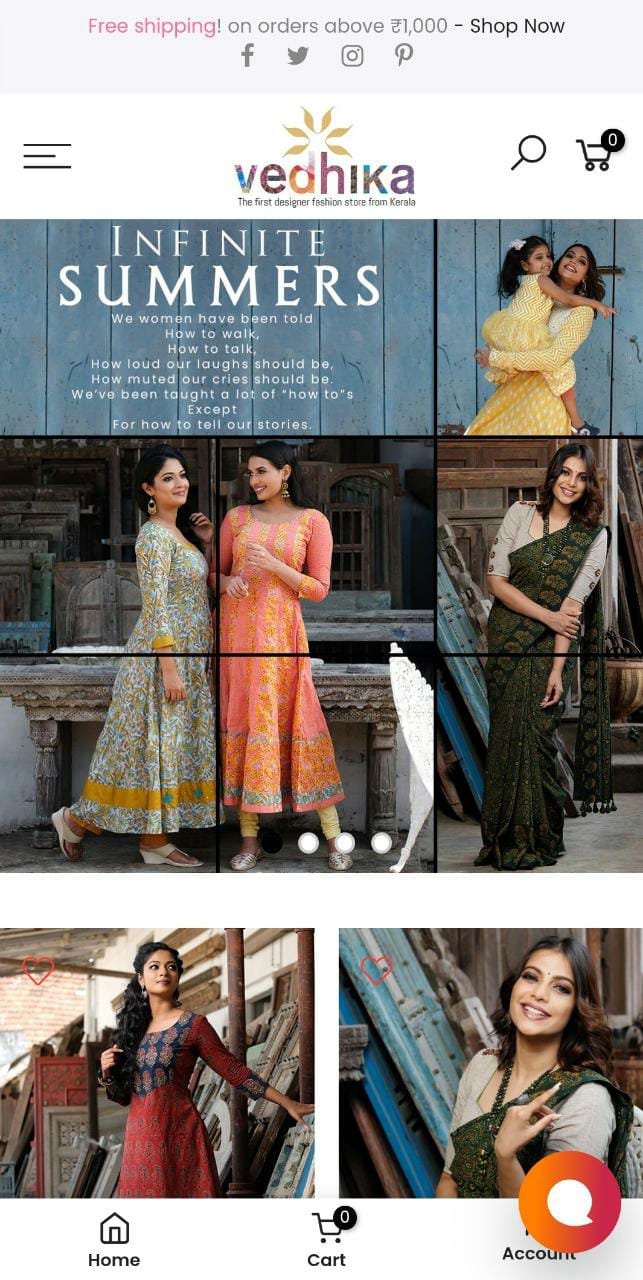 Free shipping! on orders above ₹1,000 - Shop Now
0
vedhika
The first designer fashion store from Kerala
INFINITE
SUMMERS
We women have been told
How to walk,
How to talk,
How loud our laughs should be,
How muted our cries should be.
We've been taught a lot of "how to"s
Except
For how to tell our stories.
0
Home
Cart
Account